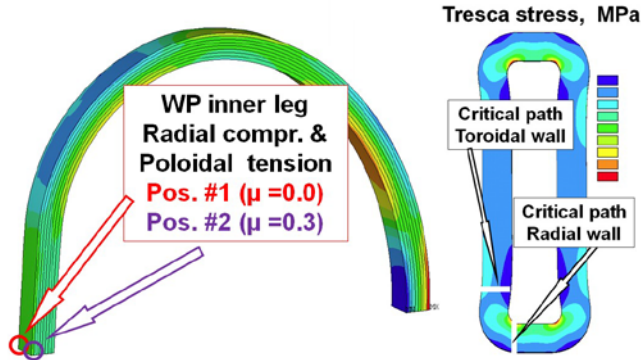 Tresca stress, MPa
WP inner leg
Radial compr. &
Poloidal tension
Pos. #1 (μ =0.0)
Pos. #2 (μ =0.3)
Critical path
Toroidal wall
Critical path
Radial wall